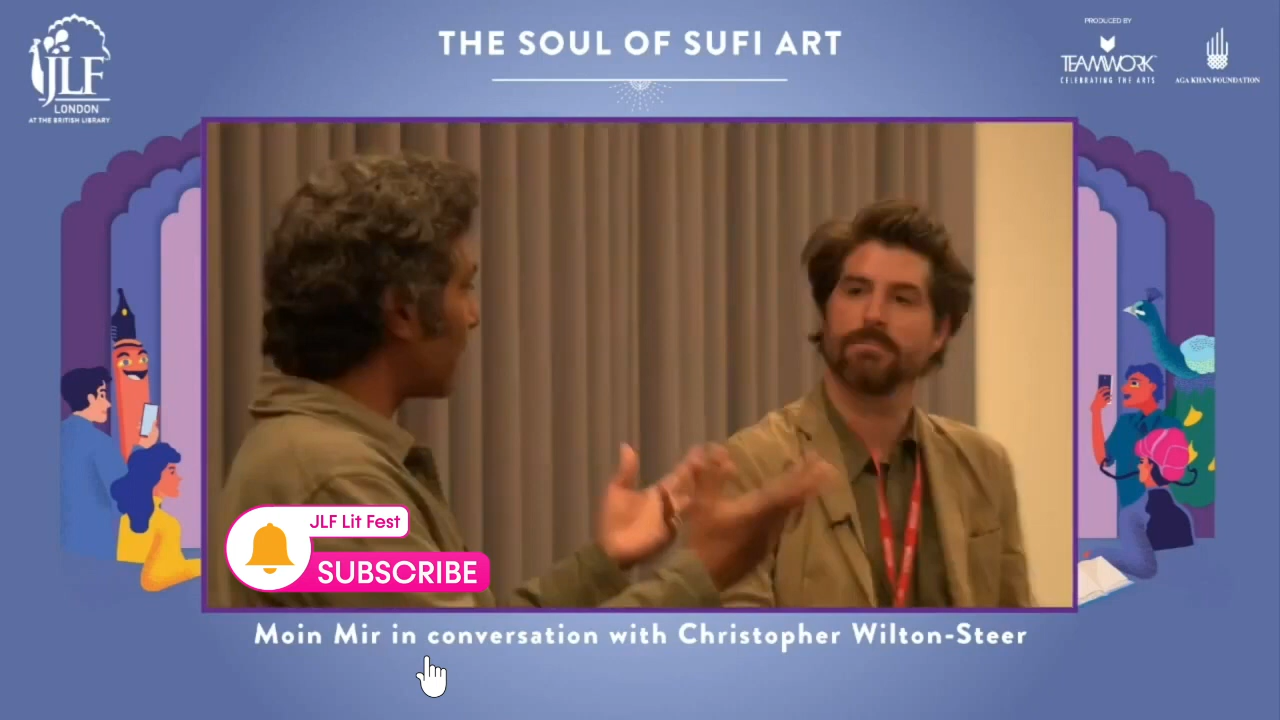 JLF
LONDON
AT THE BRITISH LIBRARY
THE SOUL OF SUFI ART
PRODUCED BY
TEAMWORK
CELEBRATING THE ARTS
AGA KHAN FOUNDATION
JLF Lit Fest
SUBSCRIBE
Moin Mir in conversation with Christopher Wilton-Steer